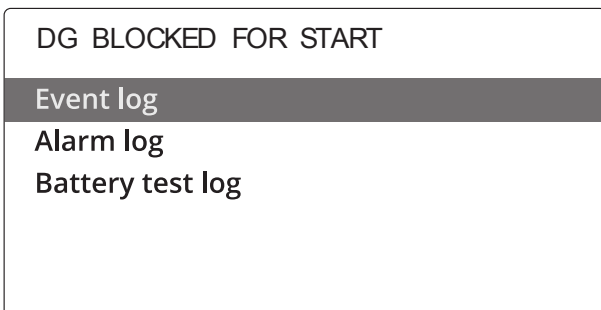 DG BLOCKED FOR START
Event log
Alarm log
Battery test log